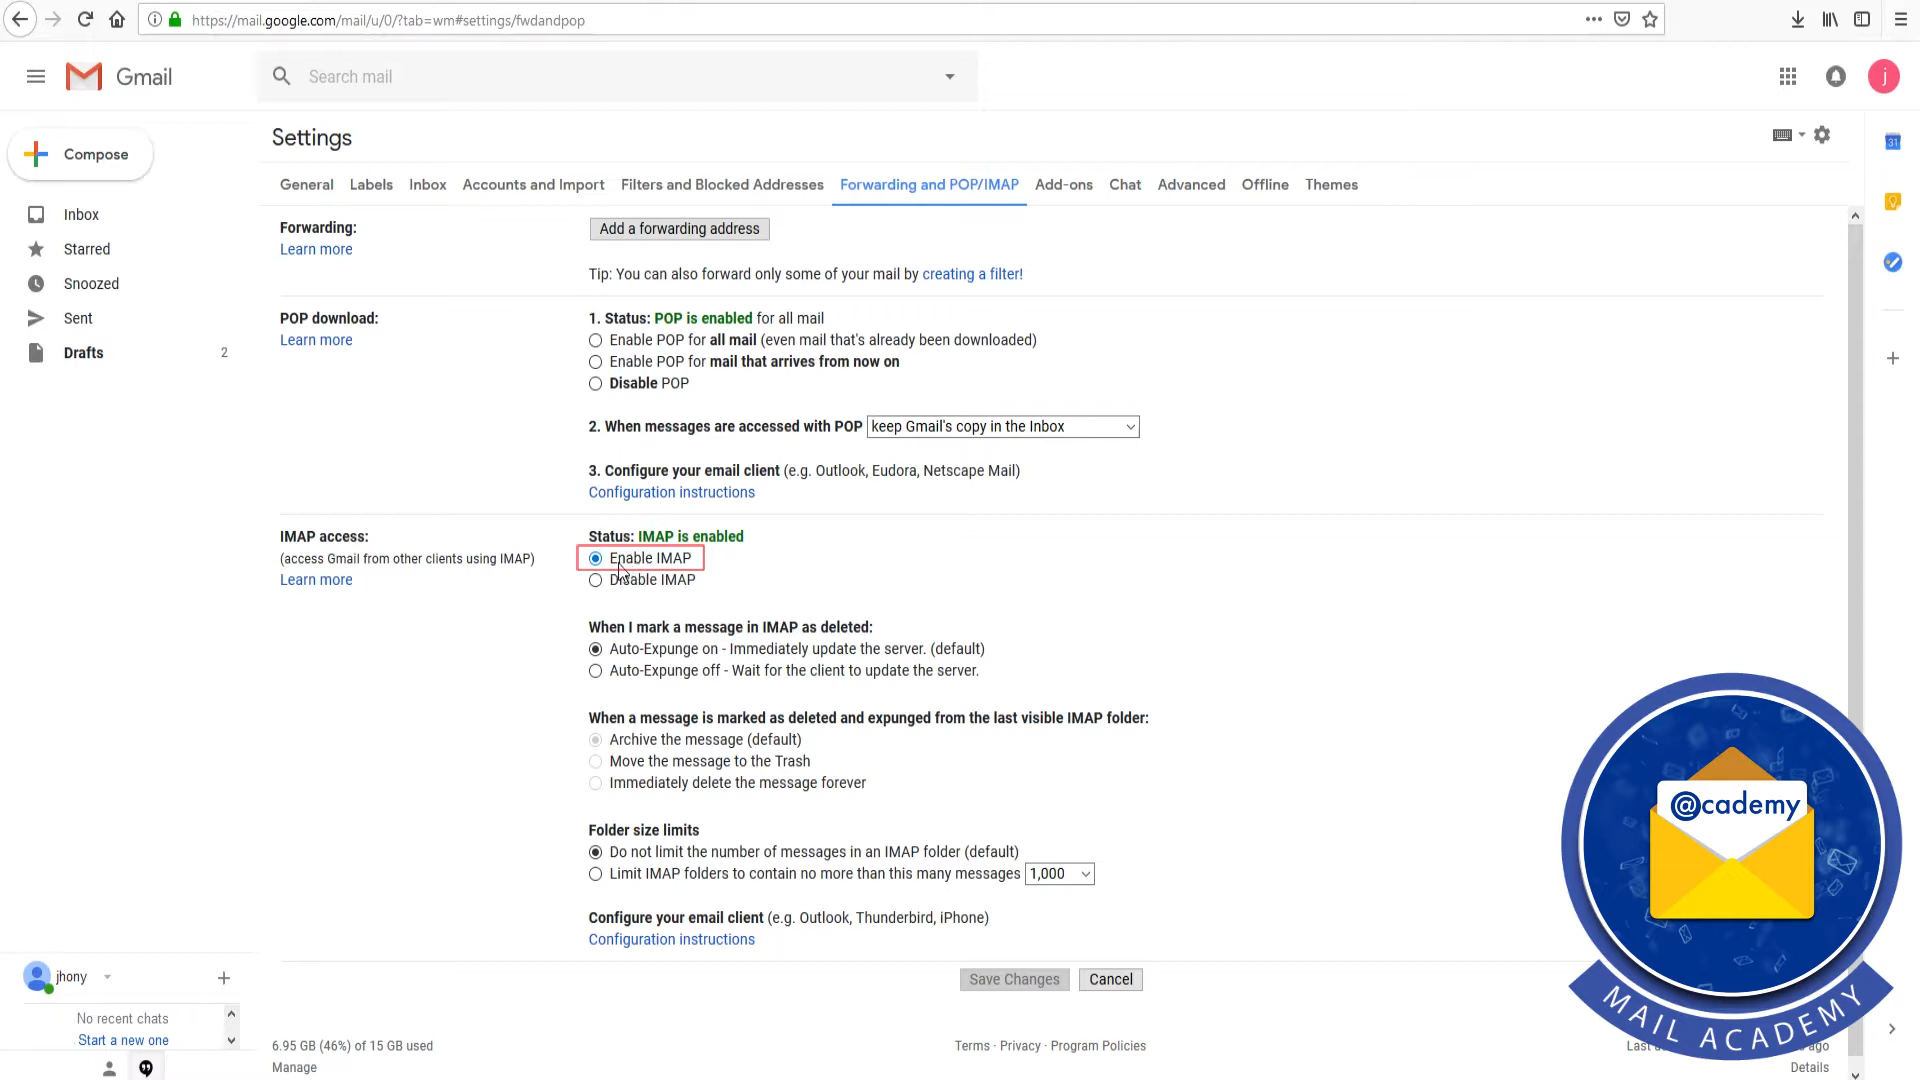 https://mail.google.com/mail/u/0/?tab=wm#settings/fwdandpop
Gmail
Search mail
j
Settings
Compose
31
General Labels Inbox Accounts and Import Filters and Blocked Addresses Forwarding and POP/IMAP Add-ons Chat Advanced Offline Themes
Inbox
Starred
Snoozed
Sent
Drafts 2
Forwarding:
Learn more
Add a forwarding address
Tip: You can also forward only some of your mail by creating a filter!
POP download:
Learn more
1. Status: POP is enabled for all mail
Enable POP for all mail (even mail that's already been downloaded)
Enable POP for mail that arrives from now on
Disable POP
2. When messages are accessed with POP keep Gmail's copy in the Inbox
3. Configure your email client (e.g. Outlook, Eudora, Netscape Mail)
Configuration instructions
IMAP access:
(access Gmail from other clients using IMAP)
Learn more
Status: IMAP is enabled
Enable IMAP
Disable IMAP
When I mark a message in IMAP as deleted:
Auto-Expunge on - Immediately update the server. (default)
Auto-Expunge off - Wait for the client to update the server.
When a message is marked as deleted and expunged from the last visible IMAP folder:
Archive the message (default)
Move the message to the Trash
Immediately delete the message forever
Folder size limits
Do not limit the number of messages in an IMAP folder (default)
Limit IMAP folders to contain no more than this many messages 1,000
Configure your email client (e.g. Outlook, Thunderbird, iPhone)
Configuration instructions
Save Changes Cancel
jhony
No recent chats
Start a new one
6.95 GB (46%) of 15 GB used
Manage
Terms · Privacy · Program Policies
Last
ago
Details
@cademy
MAIL ACADEMY